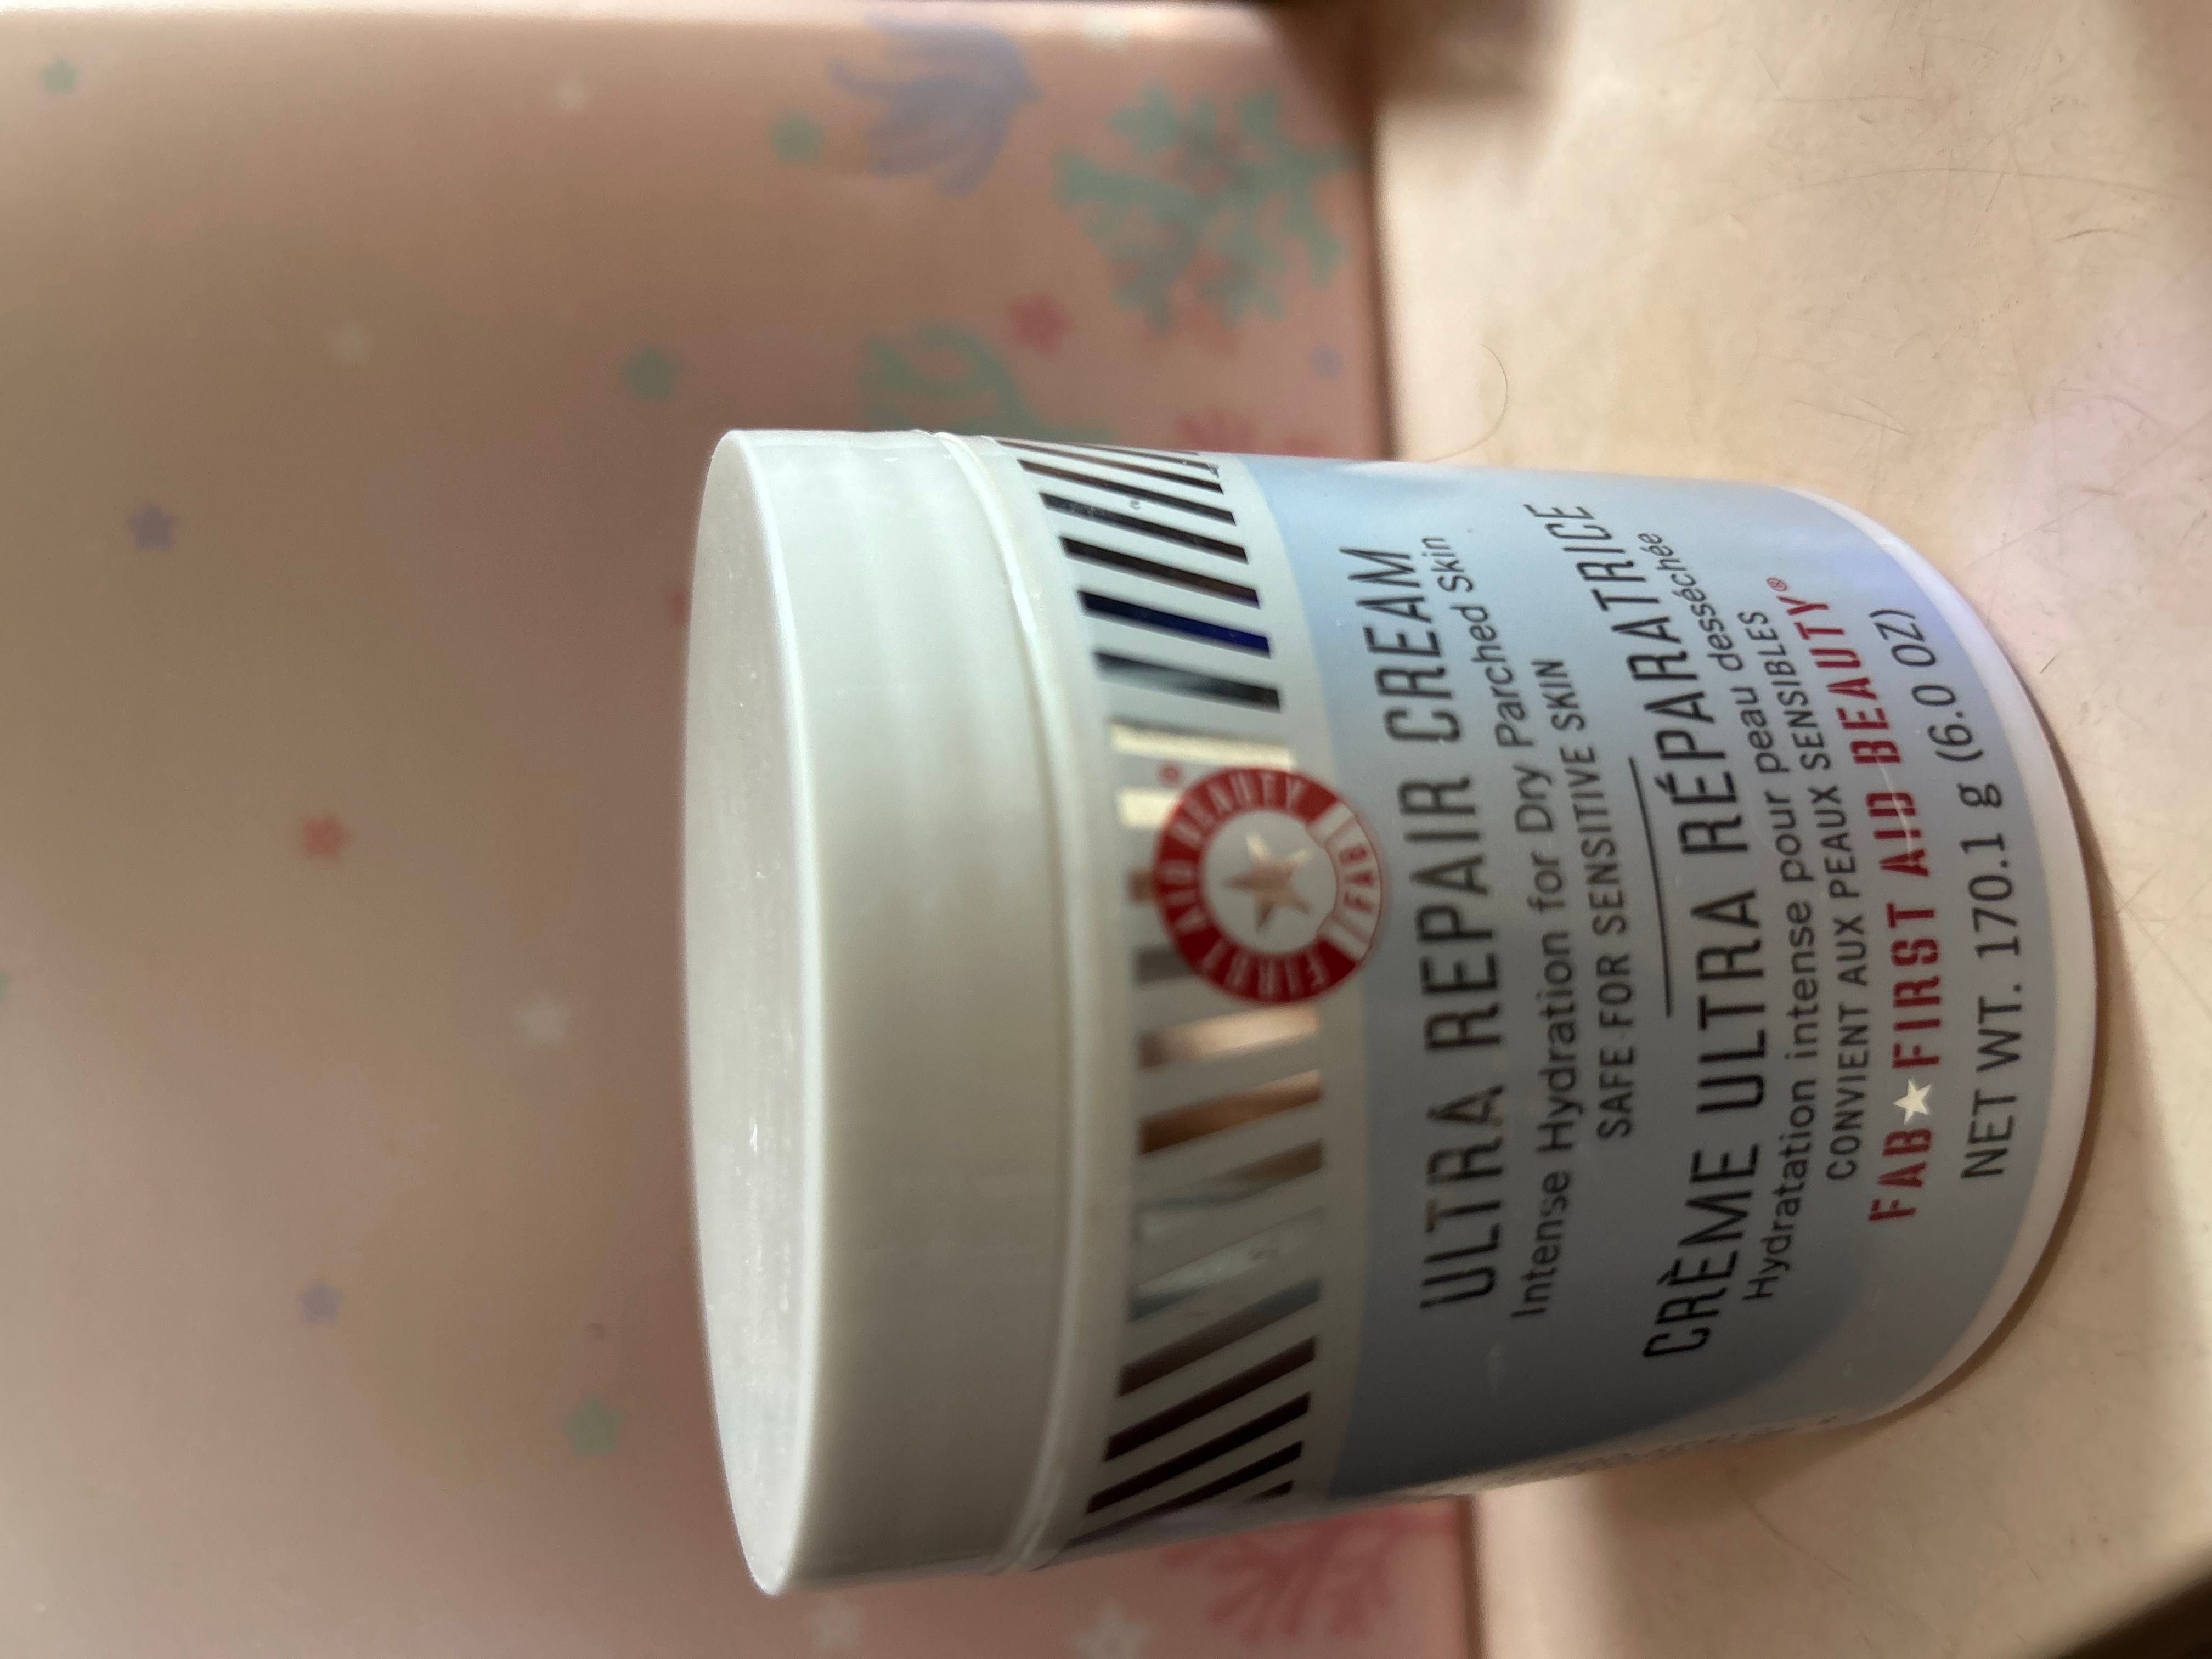 FIRST AID BEAUTY
FAB
ULTRA REPAIR CREAM
Intense Hydration for Dry Parched Skin
SAFE FOR SENSITIVE SKIN
CRÈME ULTRA RÉPARATRICE
Hydratation intense pour peau desséchée
CONVIENT AUX PEAUX SENSIBLES
FAB★FIRST AID BEAUTY®
NET WT. 170.1 g (6.0 OZ)